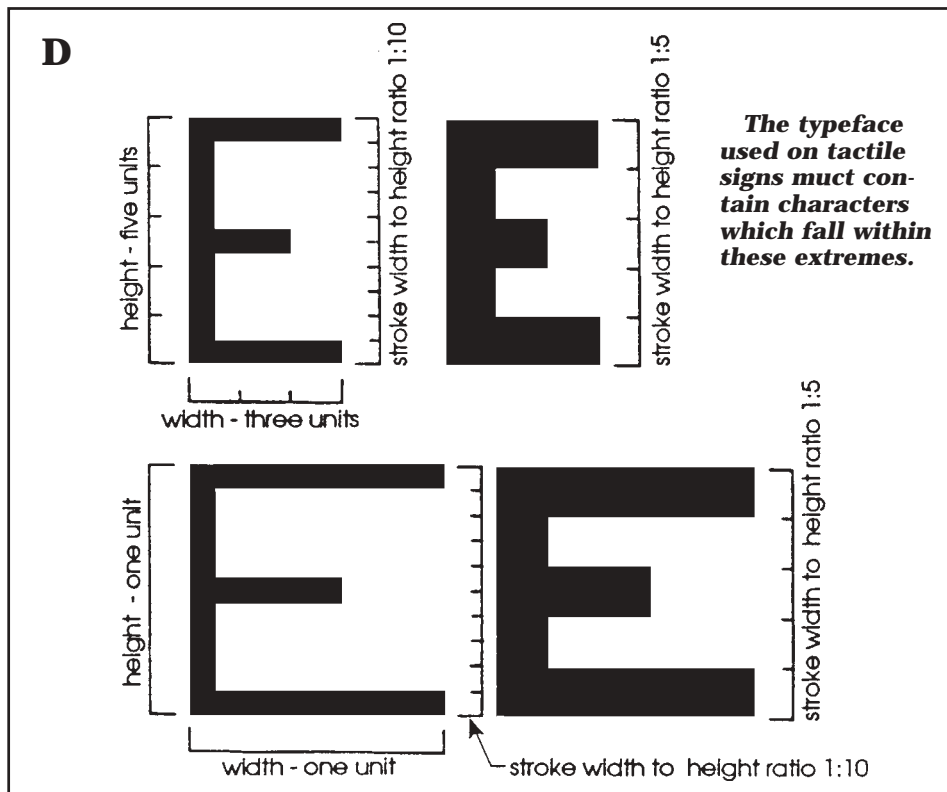 D
height - five units
stroke width to height ratio 1:10
stroke width to height ratio 1:5
The typeface
used on tactile
signs muct con-
tain characters
which fall within
these extremes.
width - three units
height - one unit
stroke width to height ratio 1:5
width - one unit
stroke width to height ratio 1:10